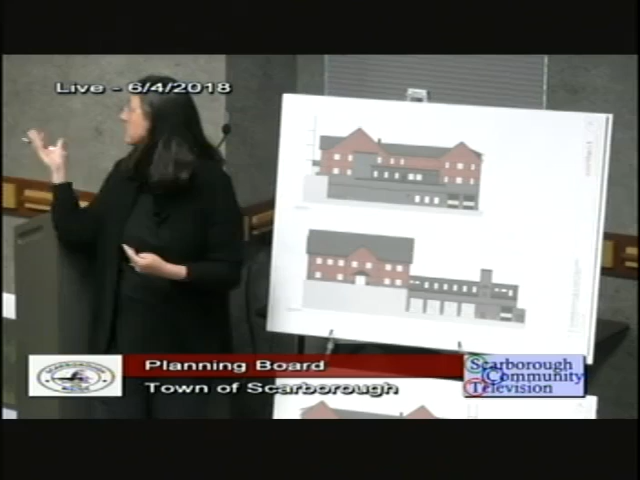 Live - 6/4/2018
Planning Board
Town of Scarborough
Scarborough
Community
Television